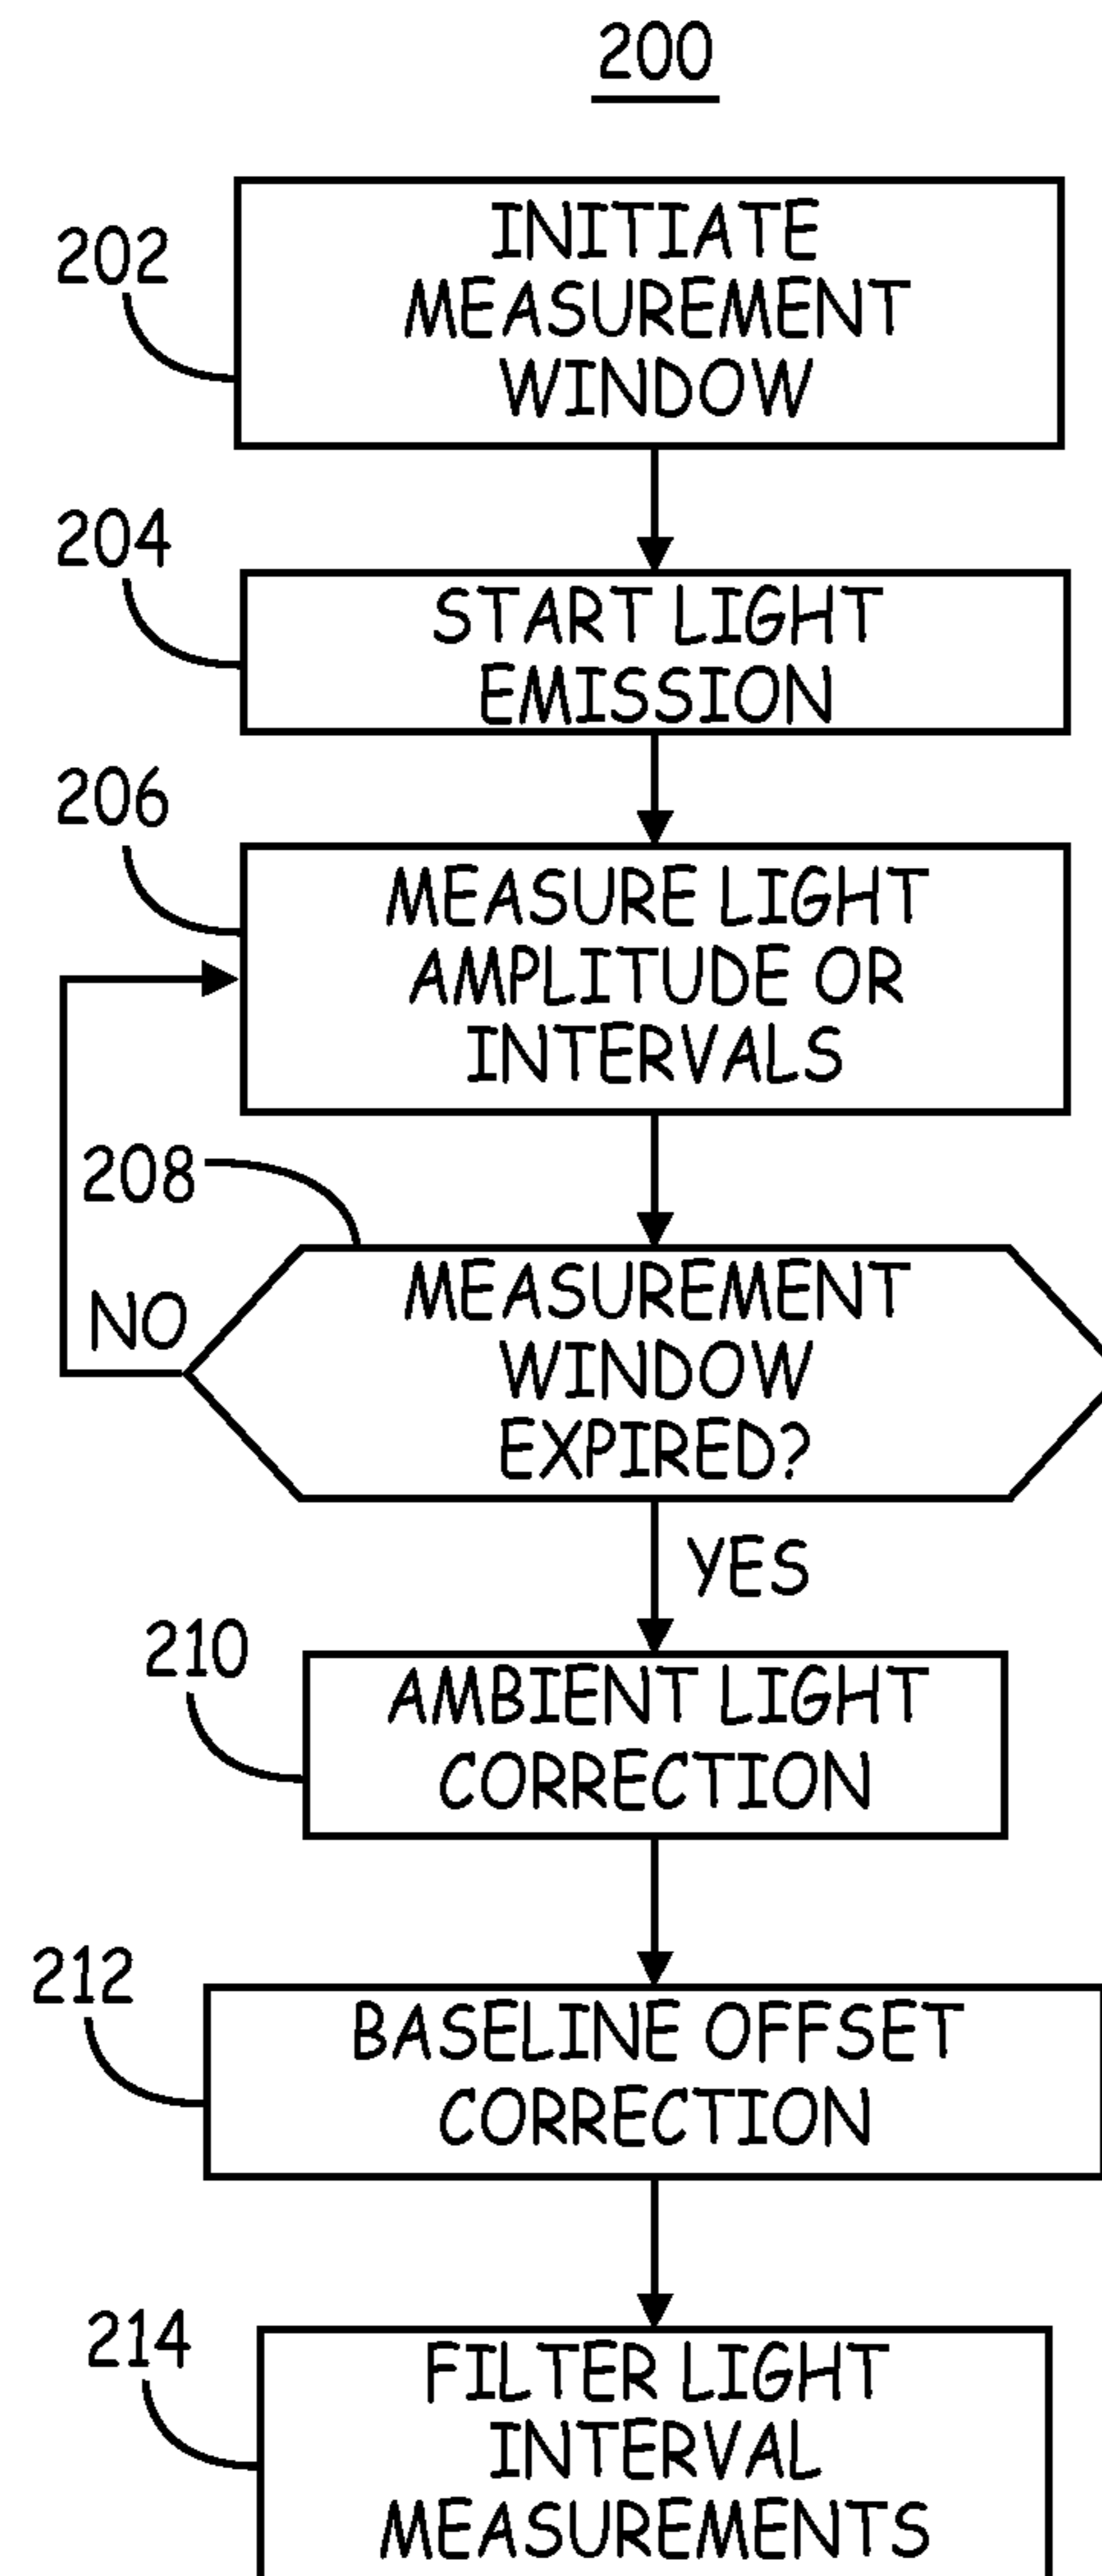 200
202
INITIATE
MEASUREMENT
WINDOW
204
START LIGHT
EMISSION
206
MEASURE LIGHT
AMPLITUDE OR
INTERVALS
208
NO
MEASUREMENT
WINDOW
EXPIRED?
YES
210
AMBIENT LIGHT
CORRECTION
212
BASELINE OFFSET
CORRECTION
214
FILTER LIGHT
INTERVAL
MEASUREMENTS